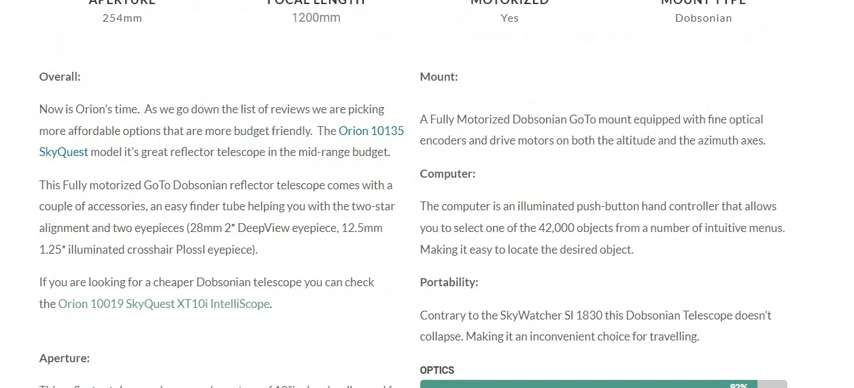 APERTURE
FOCAL LENGTH
MOTORIZED
MOUNT TYPE
254mm
1200mm
Yes
Dobsonian
Overall:
Now is Orion's time. As we go down the list of reviews we are picking
more affordable options that are more budget friendly. The Orion 10135
SkyQuest model it's great reflector telescope in the mid-range budget.
This Fully motorized GoTo Dobsonian reflector telescope comes with a
couple of accessories, an easy finder tube helping you with the two-star
alignment and two eyepieces (28mm 2" DeepView eyepiece, 12.5mm
1.25" illuminated crosshair Plossl eyepiece).
If you are looking for a cheaper Dobsonian telescope you can check
the Orion 10019 SkyQuest XT10i IntelliScope.
Aperture:
Mount:
A Fully Motorized Dobsonian GoTo mount equipped with fine optical
encoders and drive motors on both the altitude and the azimuth axes.
Computer:
The computer is an illuminated push-button hand controller that allows
you to select one of the 42,000 objects from a number of intuitive menus.
Making it easy to locate the desired object.
Portability:
Contrary to the SkyWatcher SI 1830 this Dobsonian Telescope doesn't
collapse. Making it an inconvenient choice for travelling.
OPTICS
92%